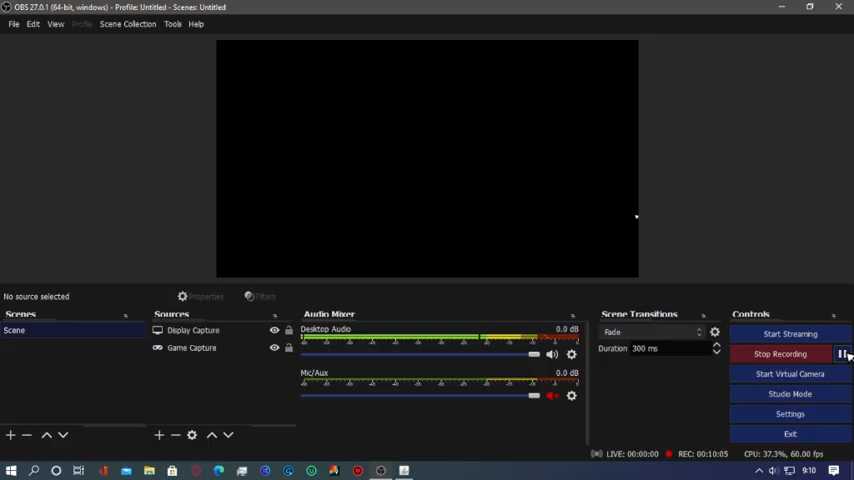 OBS 27.0.1 (64-bit, windows) - Profile: Untitled - Scenes: Untitled
File Edit View Profile Scene Collection Tools Help
No source selected Properties Filters
Scenes
Scene
Sources
Display Capture
Game Capture
Audio Mixer
Desktop Audio 0.0 dB
Mic/Aux 0.0 dB
Scene Transitions
Fade
Duration 300 ms
Controls
Start Streaming
Stop Recording
Start Virtual Camera
Studio Mode
Settings
Exit
LIVE: 00:00:00 REC: 00:10:05 CPU: 37.3%, 60.00 fps
9:10